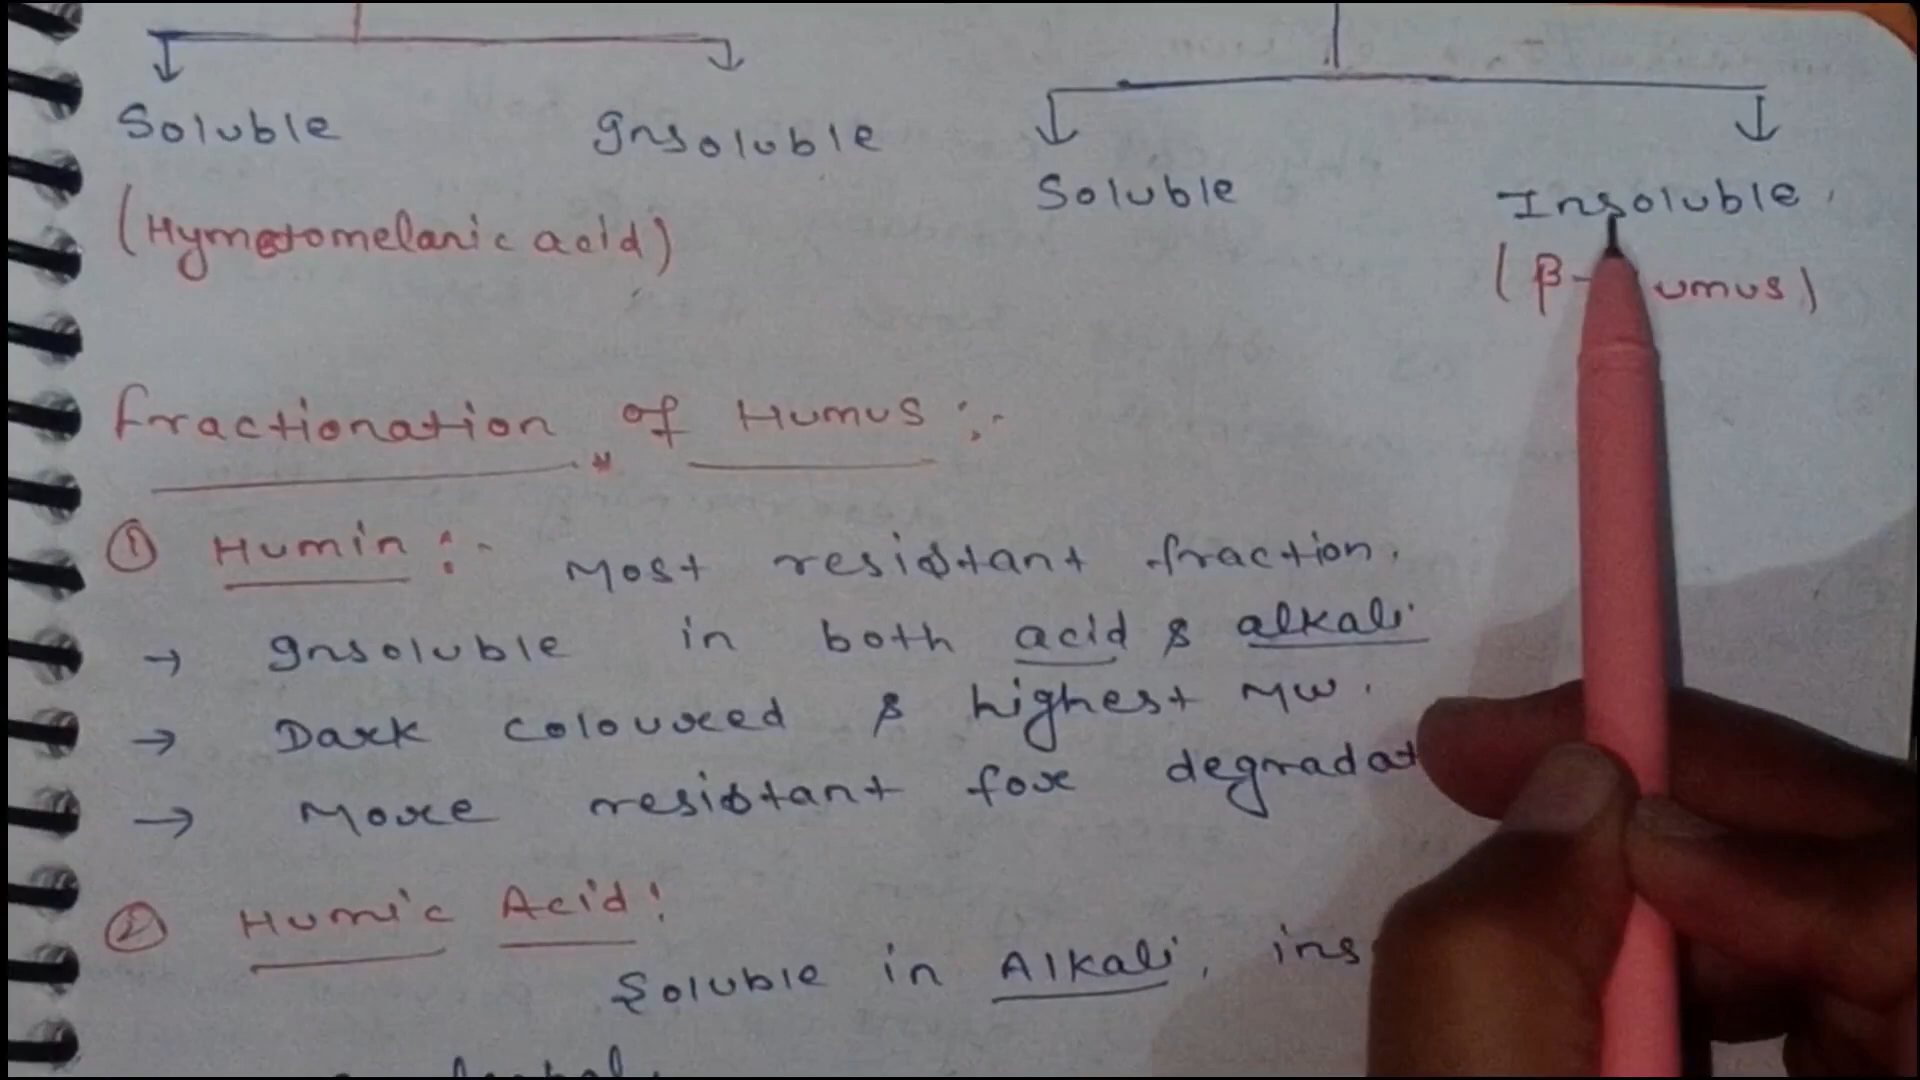 Soluble Insoluble
Soluble Insoluble
(Hymatomelanic acid) (β- umus)
Fractionation of Humus :-
① Humin :- Most resistant fraction.
→ Insoluble in both acid & alkali
→ Dark coloured & highest MW.
→ More resistant for degradat
② Humic Acid :
Soluble in Alkali, ins